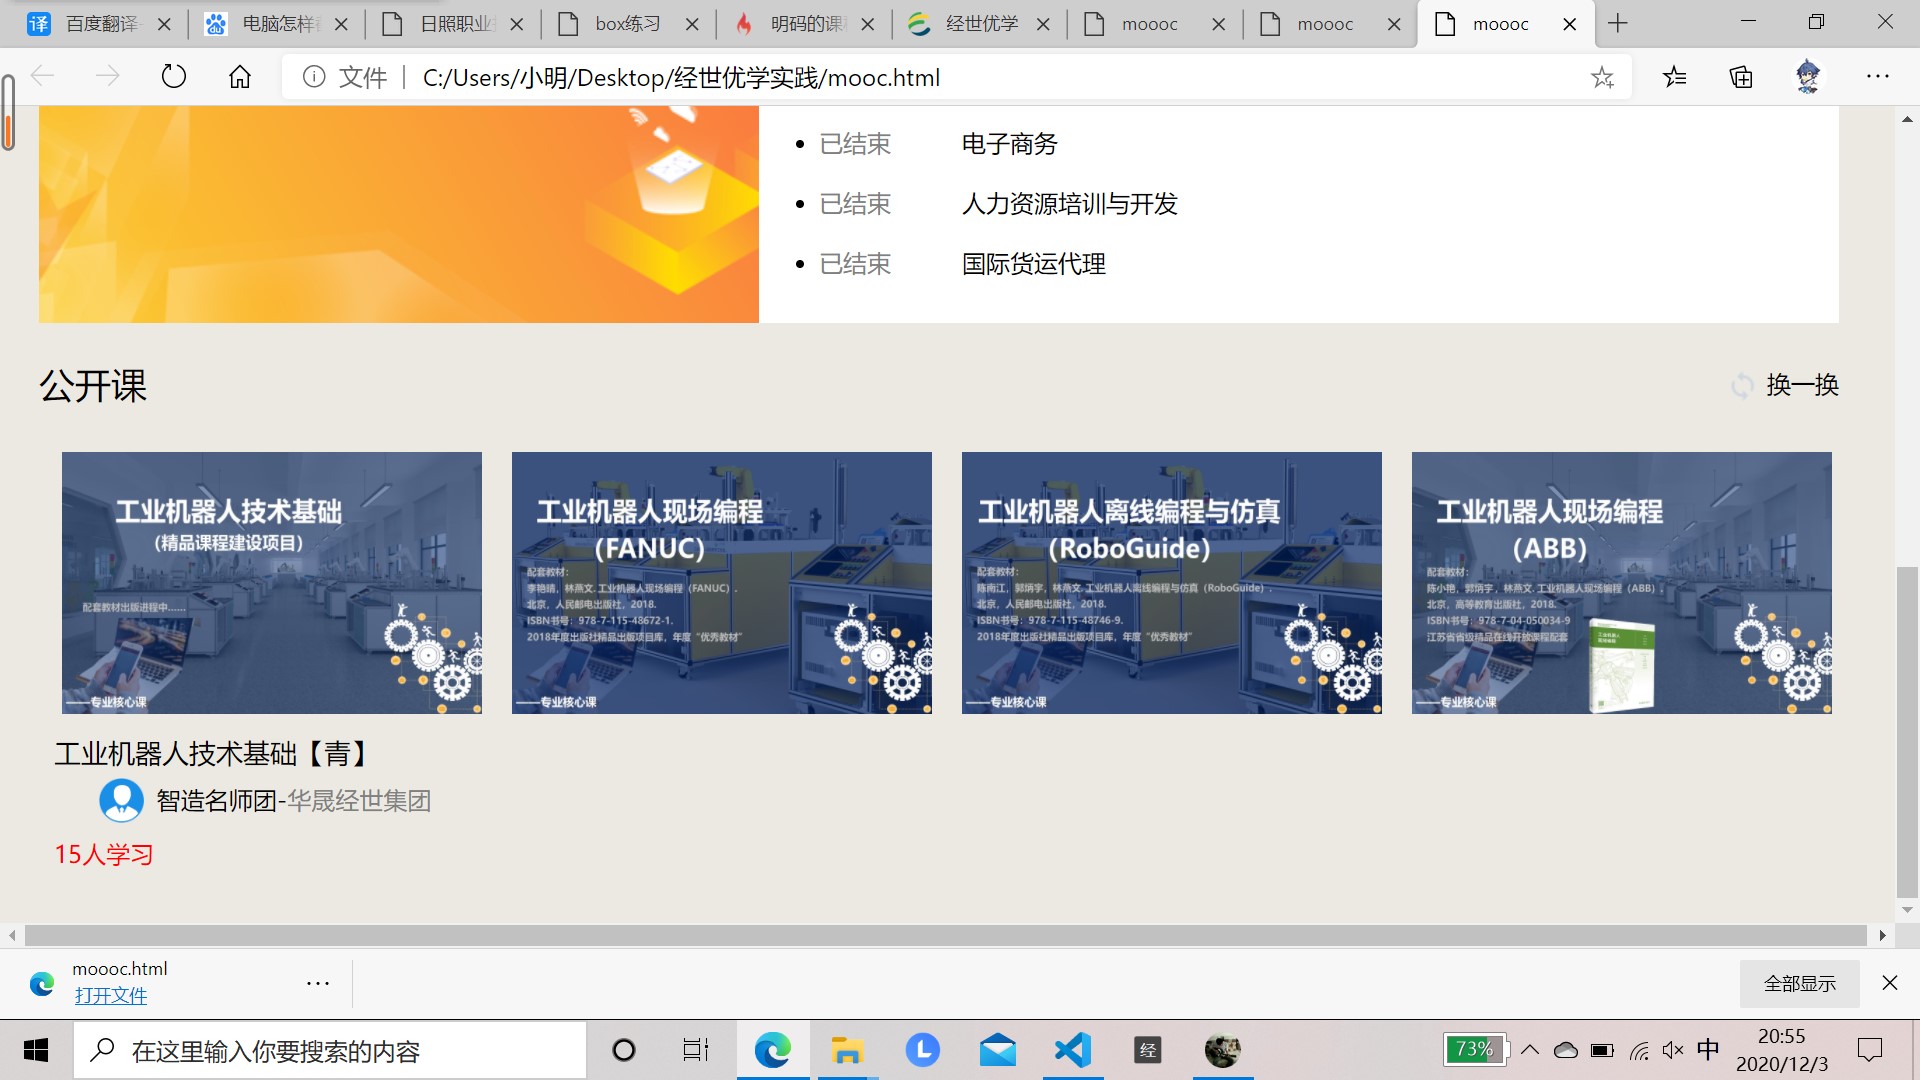 百度翻译-
电脑怎样
日照职业
box练习
明码的课
经世优学
moooc
moooc
moooc
文件
C:/Users/小明/Desktop/经世优学实践/mooc.html
已结束 电子商务
已结束 人力资源培训与开发
已结束 国际货运代理
公开课
换一换
工业机器人技术基础
(精品课程建设项目)
配套教材出版进程中......
——专业核心课
工业机器人现场编程
(FANUC)
配套教材：
李艳晴，林燕文. 工业机器人现场编程（FANUC）.
北京，人民邮电出版社，2018.
ISBN书号：978-7-115-48672-1.
2018年度出版社精品出版项目库，年度“优秀教材”
——专业核心课
工业机器人离线编程与仿真
(RoboGuide)
配套教材：
陈南江，郭炳宇，林燕文. 工业机器人离线编程与仿真（RoboGuide）.
北京，人民邮电出版社，2018.
ISBN书号：978-7-115-48746-9.
2018年度出版社精品出版项目库，年度“优秀教材”
——专业核心课
工业机器人现场编程
(ABB)
配套教材：
陈小艳，郭炳宇，林燕文. 工业机器人现场编程（ABB）.
北京，高等教育出版社，2018.
ISBN书号：978-7-04-050034-9
江苏省省级精品在线开放课程配套
——专业核心课
工业机器人技术基础【青】
智造名师团-华晟经世集团
15人学习
moooc.html
打开文件
全部显示
在这里输入你要搜索的内容
经
73%
中
20:55
2020/12/3